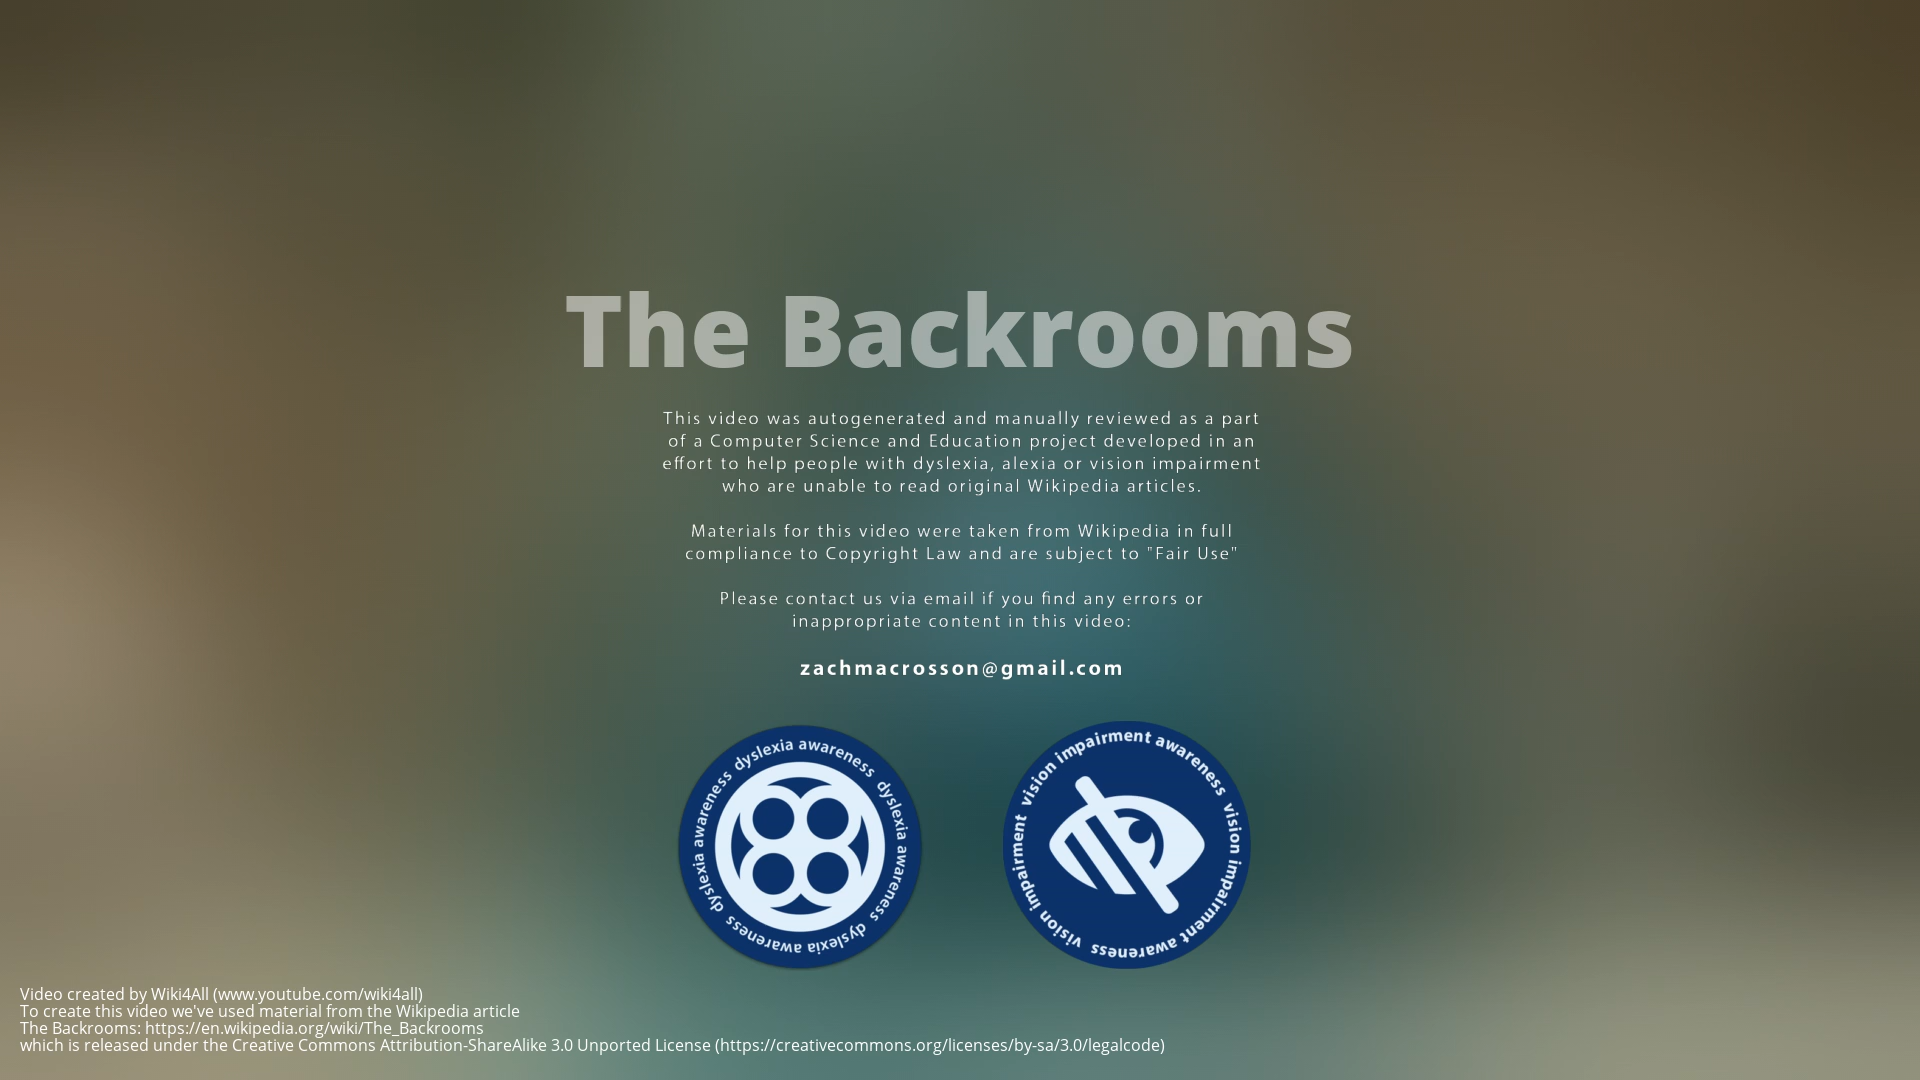 The Backrooms
This video was autogenerated and manually reviewed as a part
of a Computer Science and Education project developed in an
effort to help people with dyslexia, alexia or vision impairment
who are unable to read original Wikipedia articles.
Materials for this video were taken from Wikipedia in full
compliance to Copyright Law and are subject to "Fair Use"
Please contact us via email if you find any errors or
inappropriate content in this video:
zachmacrosson@gmail.com
dyslexia awareness dyslexia awareness dyslexia awareness dyslexia awareness
vision impairment awareness vision impairment awareness vision impairment
Video created by Wiki4All (www.youtube.com/wiki4all)
To create this video we've used material from the Wikipedia article
The Backrooms: https://en.wikipedia.org/wiki/The_Backrooms
which is released under the Creative Commons Attribution-ShareAlike 3.0 Unported License (https://creativecommons.org/licenses/by-sa/3.0/legalcode)